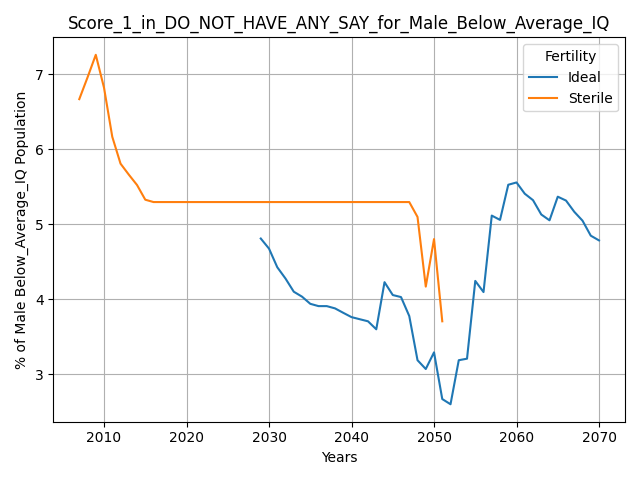 Score_1_in_DO_NOT_HAVE_ANY_SAY_for_Male_Below_Average_IQ
% of Male Below_Average_IQ Population
7
6
5
4
3
Fertility
Ideal
Sterile
2010 2020 2030 2040 2050 2060 2070
Years